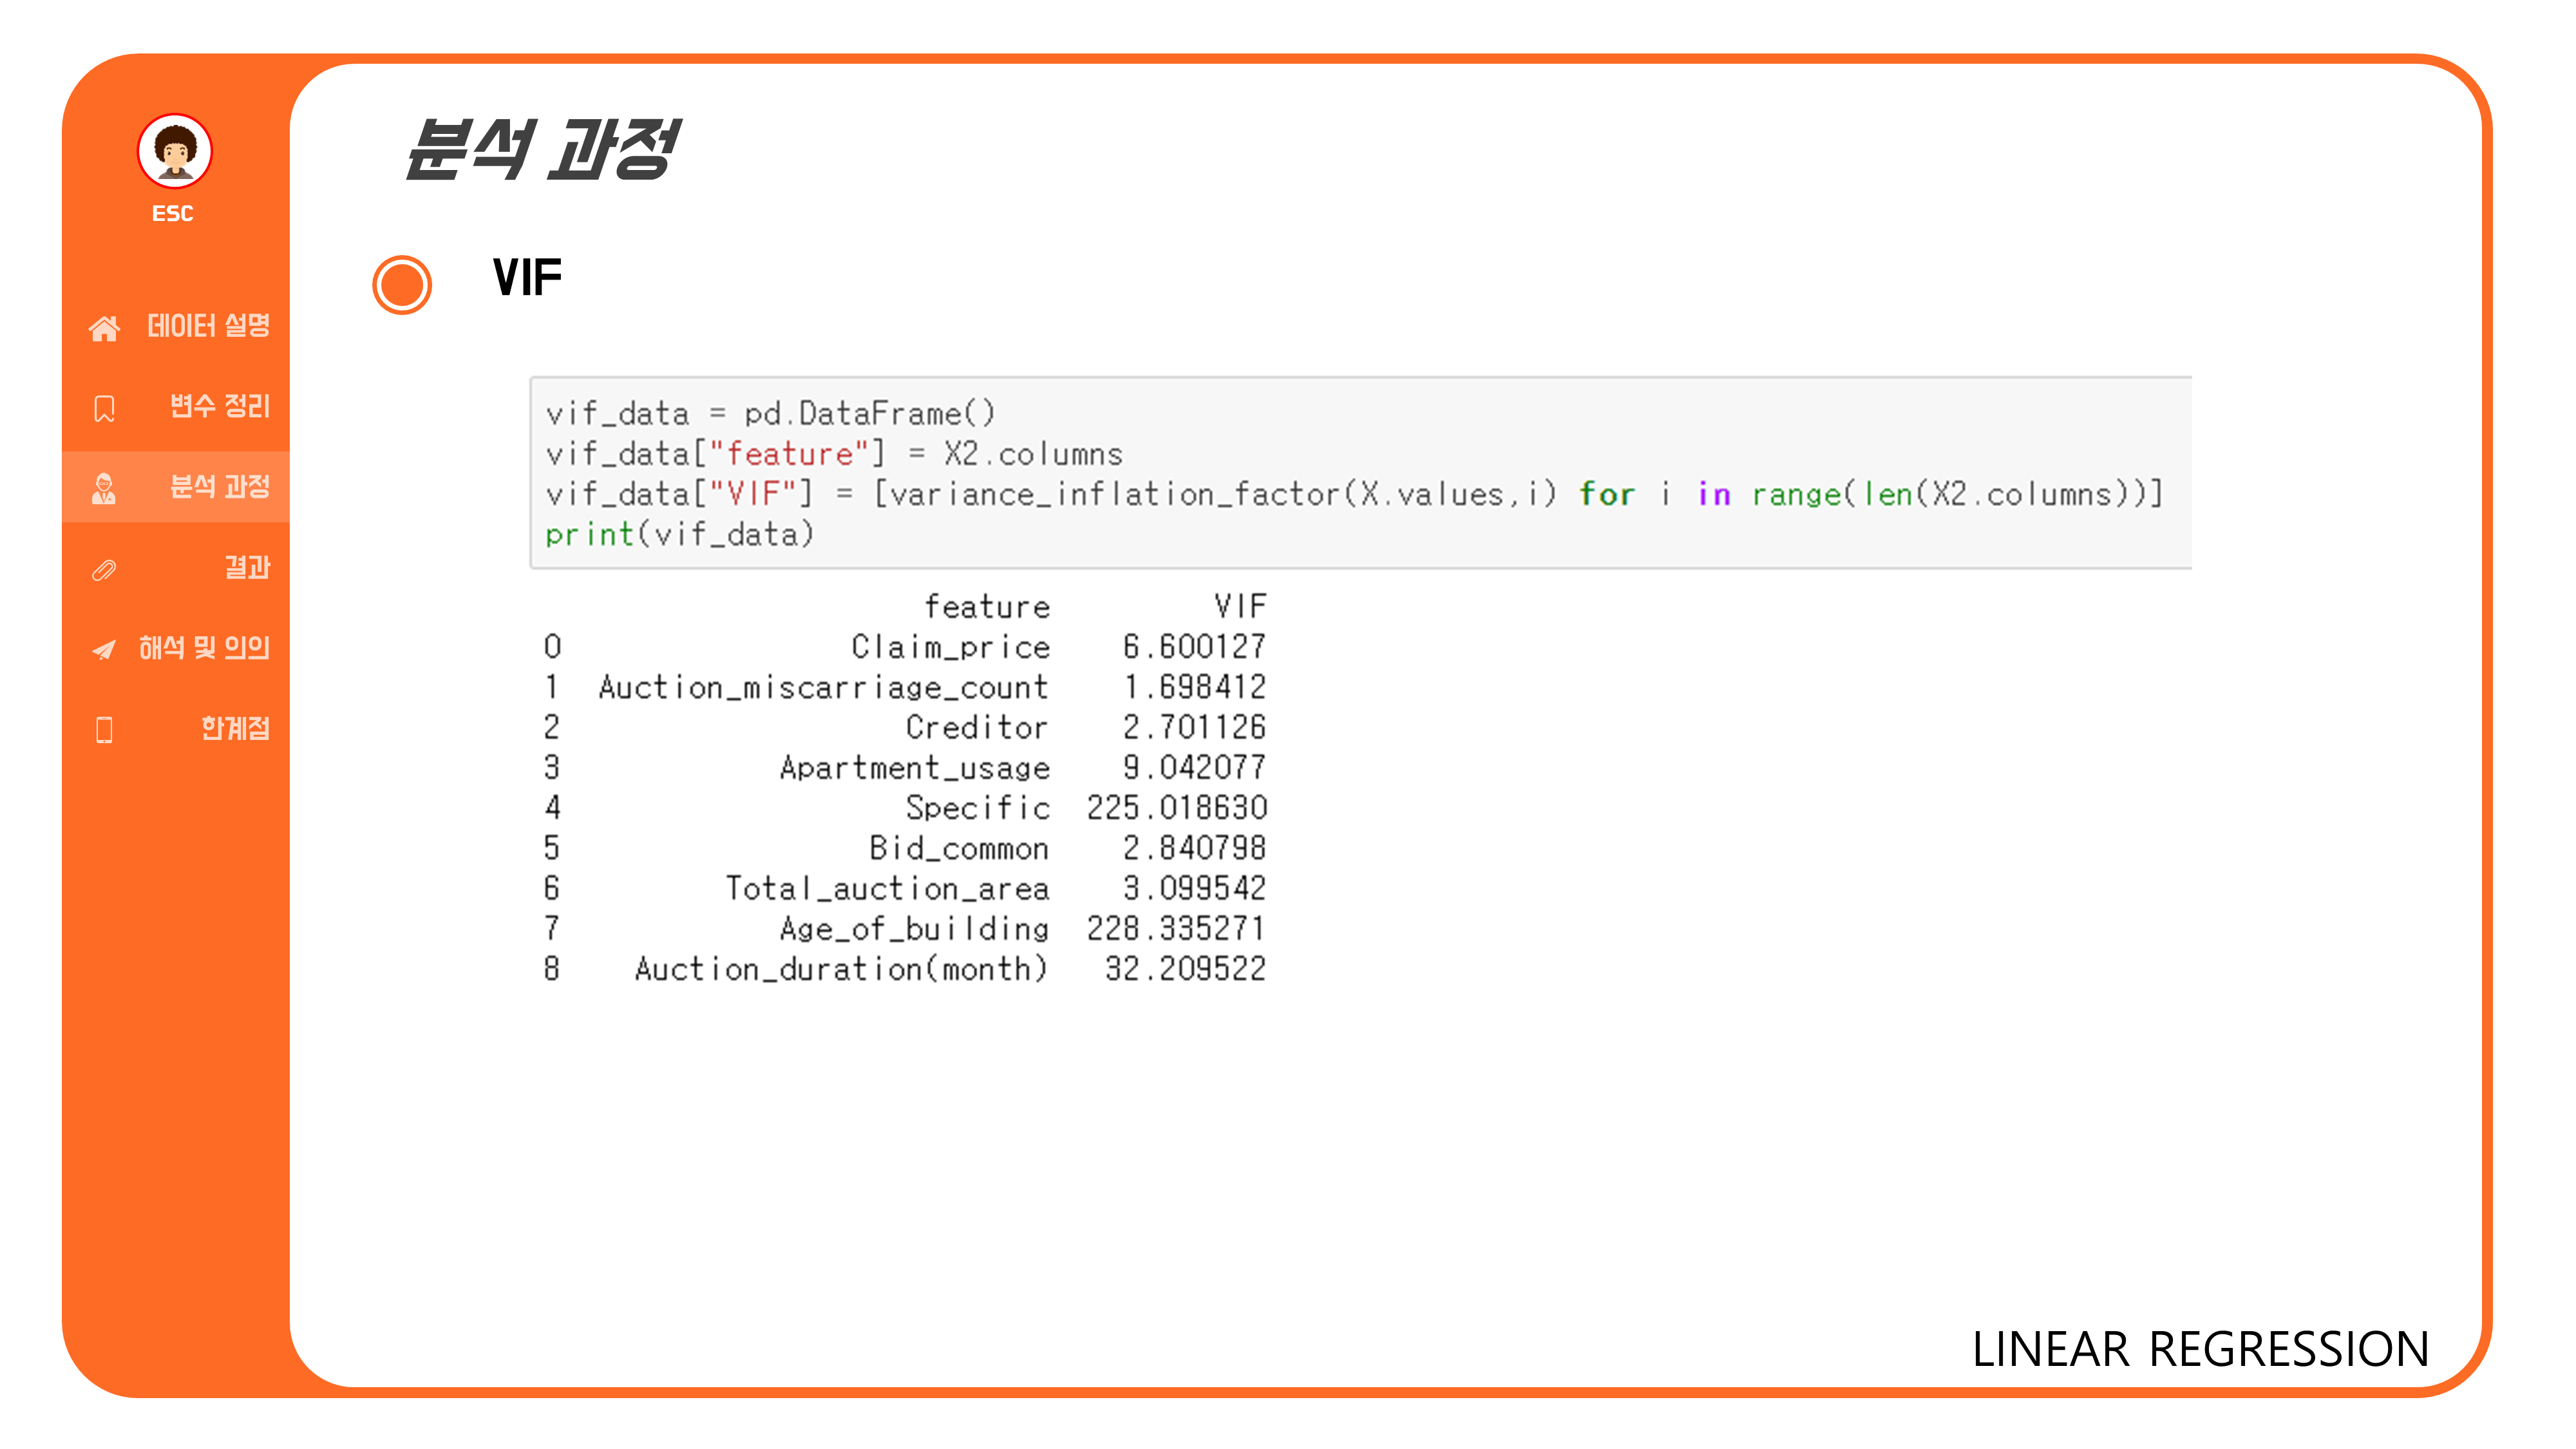 ESC
데이터 설명
변수 정리
분석 과정
결과
해석 및 의의
한계점
분석 과정
VIF
vif_data = pd.DataFrame()
vif_data["feature"] = X2.columns
vif_data["VIF"] = [variance_inflation_factor(X.values,i) for i in range(len(X2.columns))]
print(vif_data)
feature VIF
0 Claim_price 6.600127
1 Auction_miscarriage_count 1.698412
2 Creditor 2.701126
3 Apartment_usage 9.042077
4 Specific 225.018630
5 Bid_common 2.840798
6 Total_auction_area 3.099542
7 Age_of_building 228.335271
8 Auction_duration(month) 32.209522
LINEAR REGRESSION